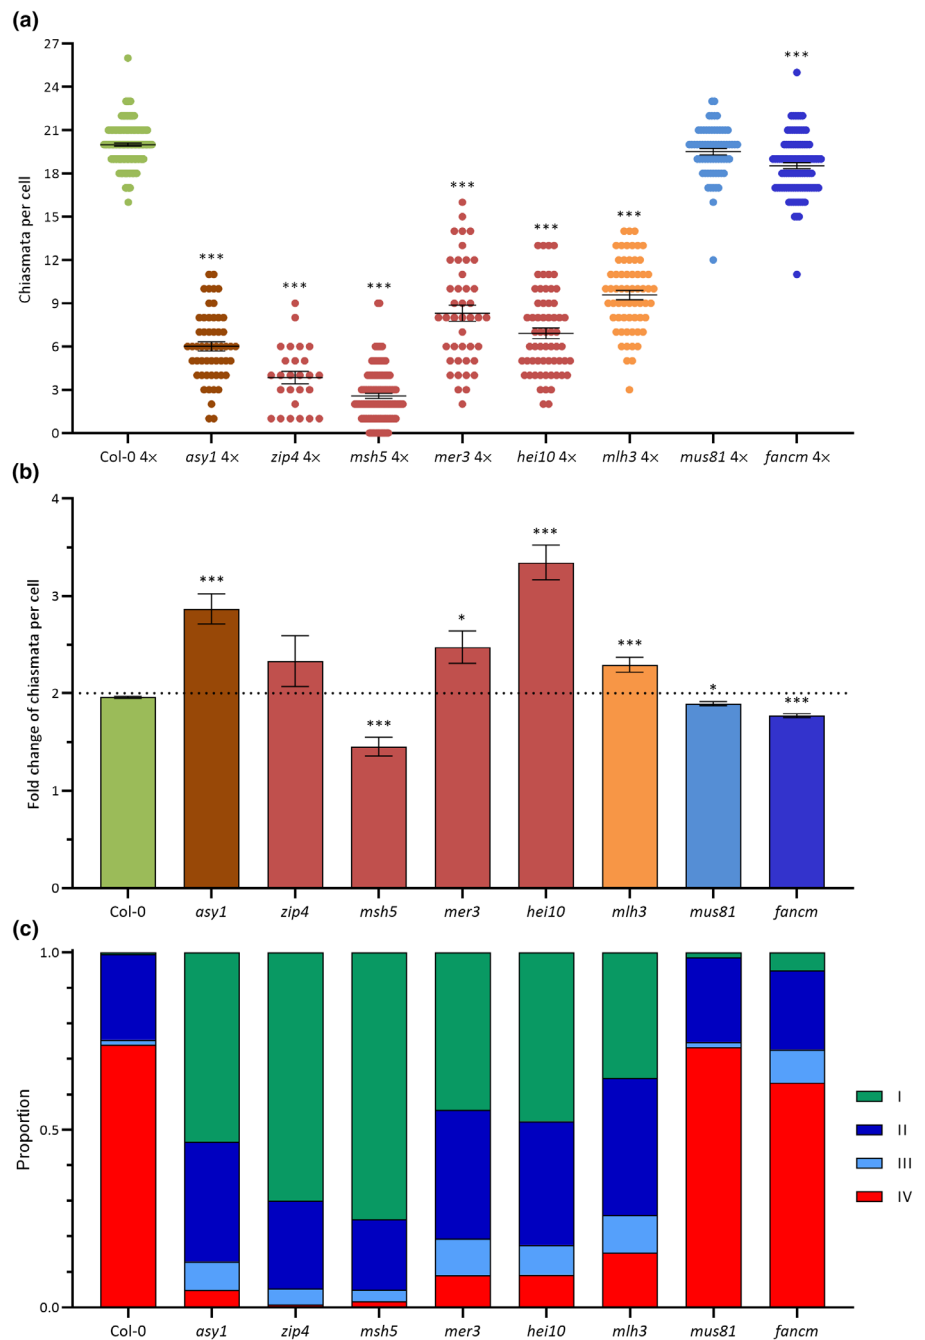 (a)
27
24
21
18
15
12
9
6
3
0
Chiasmata per cell
***
***
***
***
***
***
***
Col-0 4×
asy1 4×
zip4 4×
msh5 4×
mer3 4×
hei10 4×
mlh3 4×
mus81 4×
fancm 4×
(b)
4
3
2
1
0
Fold change of chiasmata per cell
***
***
*
***
***
*
***
Col-0
asy1
zip4
msh5
mer3
hei10
mlh3
mus81
fancm
(c)
1.0
0.5
0.0
Proportion
I
II
III
IV
Col-0
asy1
zip4
msh5
mer3
hei10
mlh3
mus81
fancm